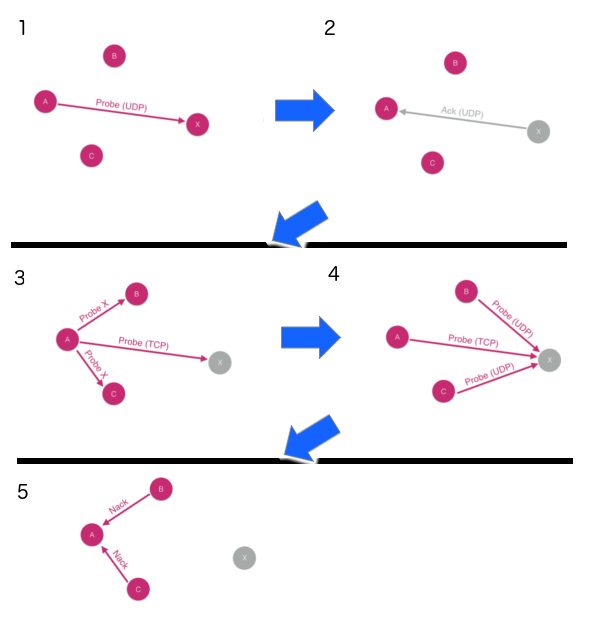 1
B
A
Probe (UDP)
X
C
2
B
A
Ack (UDP)
X
C
3
B
Probe X
A
Probe (TCP)
X
Probe X
C
4
B
Probe (UDP)
A
Probe (TCP)
X
Probe (UDP)
C
5
B
Nack
A
X
Nack
C